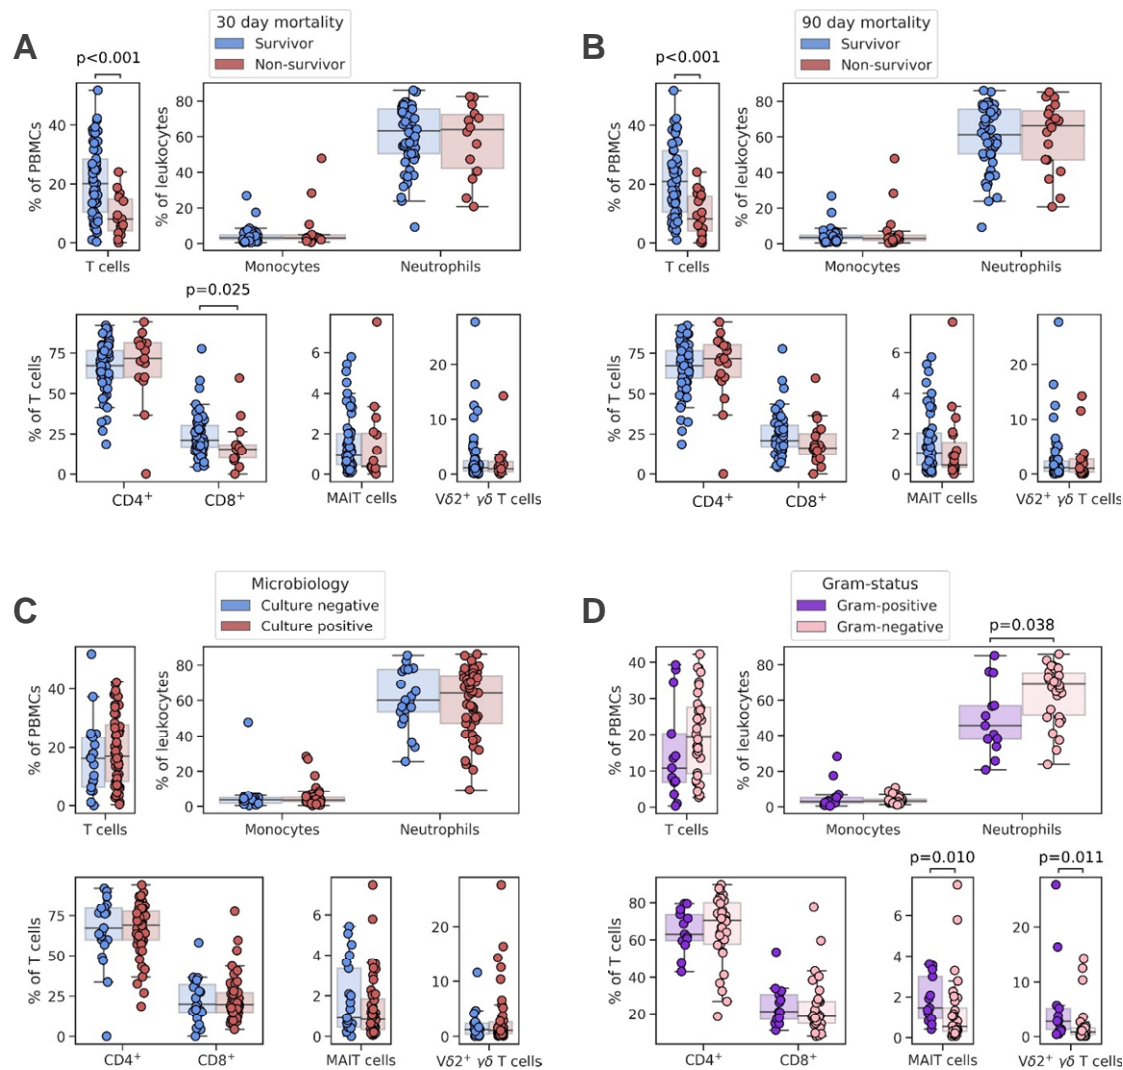 A
30 day mortality
Survivor
Non-survivor
p<0.001
% of PBMCs
40
20
0
T cells
% of leukocytes
80
60
40
20
0
Monocytes
Neutrophils
p=0.025
% of T cells
75
50
25
0
CD4⁺
CD8⁺
6
4
2
0
MAIT cells
20
10
0
Vδ2⁺ γδ T cells
B
90 day mortality
Survivor
Non-survivor
p<0.001
% of PBMCs
40
20
0
T cells
% of leukocytes
80
60
40
20
0
Monocytes
Neutrophils
% of T cells
75
50
25
0
CD4⁺
CD8⁺
6
4
2
0
MAIT cells
20
10
0
Vδ2⁺ γδ T cells
C
Microbiology
Culture negative
Culture positive
% of PBMCs
40
20
0
T cells
% of leukocytes
80
60
40
20
0
Monocytes
Neutrophils
% of T cells
75
50
25
0
CD4⁺
CD8⁺
6
4
2
0
MAIT cells
20
10
0
Vδ2⁺ γδ T cells
D
Gram-status
Gram-positive
Gram-negative
p=0.038
% of PBMCs
40
30
20
10
0
T cells
% of leukocytes
80
60
40
20
0
Monocytes
Neutrophils
% of T cells
80
60
40
20
CD4⁺
CD8⁺
p=0.010
6
4
2
0
MAIT cells
p=0.011
20
10
0
Vδ2⁺ γδ T cells